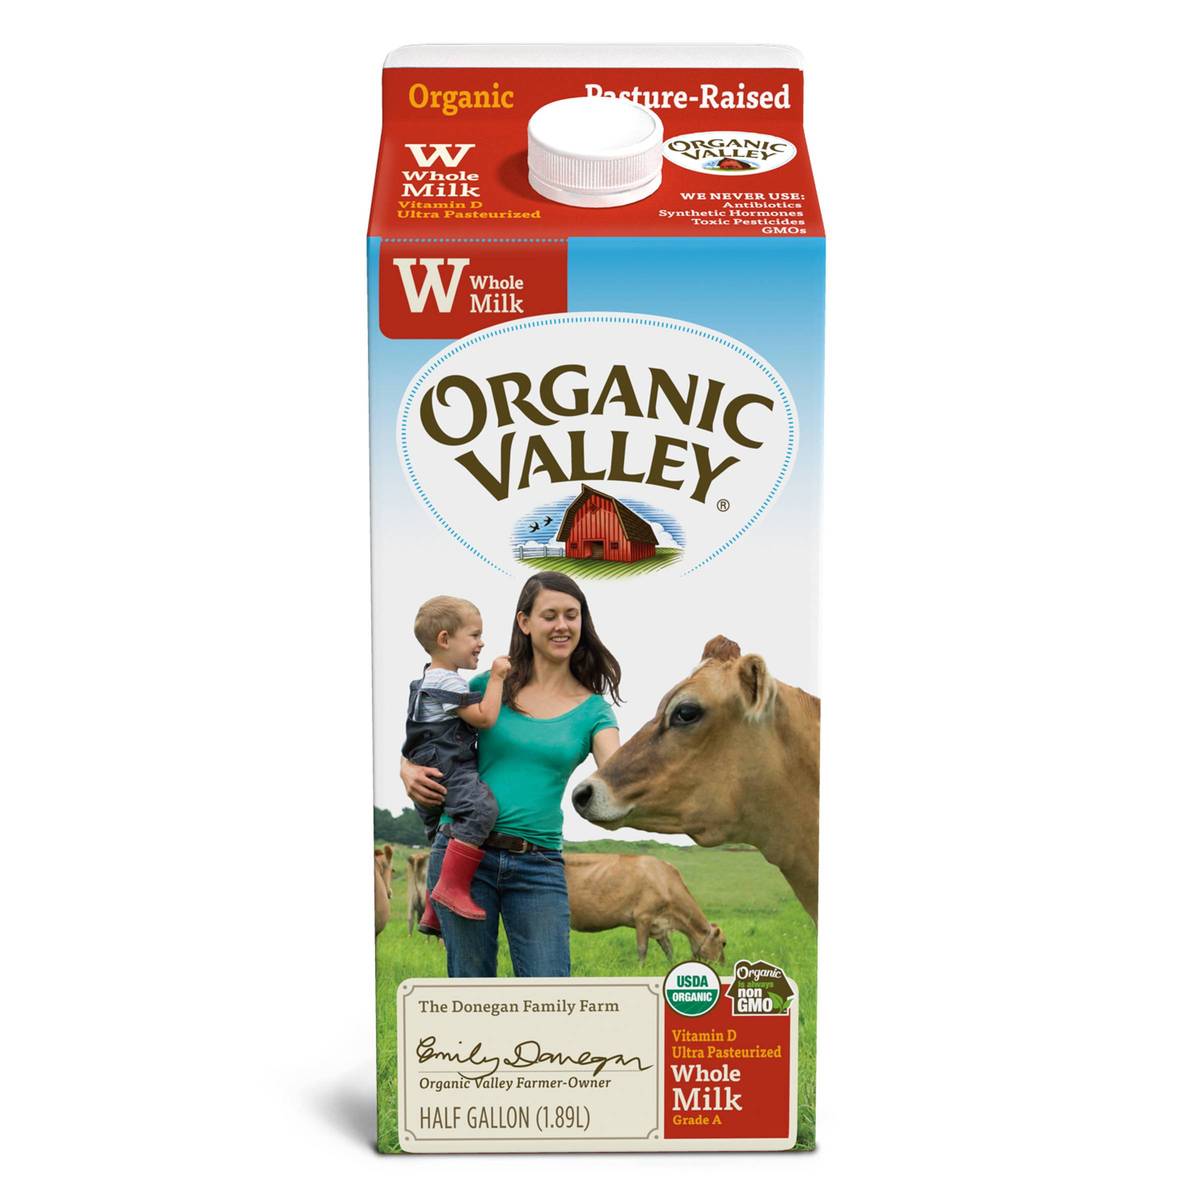 Organic
Pasture-Raised
W
Whole
Milk
Vitamin D
Ultra Pasteurized
ORGANIC
VALLEY
WE NEVER USE:
Antibiotics
Synthetic Hormones
Toxic Pesticides
GMOs
W Whole
Milk
ORGANIC
VALLEY
®
USDA
ORGANIC
Organic
is always
non
GMO
The Donegan Family Farm
Emily Donegan
Organic Valley Farmer-Owner
HALF GALLON (1.89L)
Vitamin D
Ultra Pasteurized
Whole
Milk
Grade A